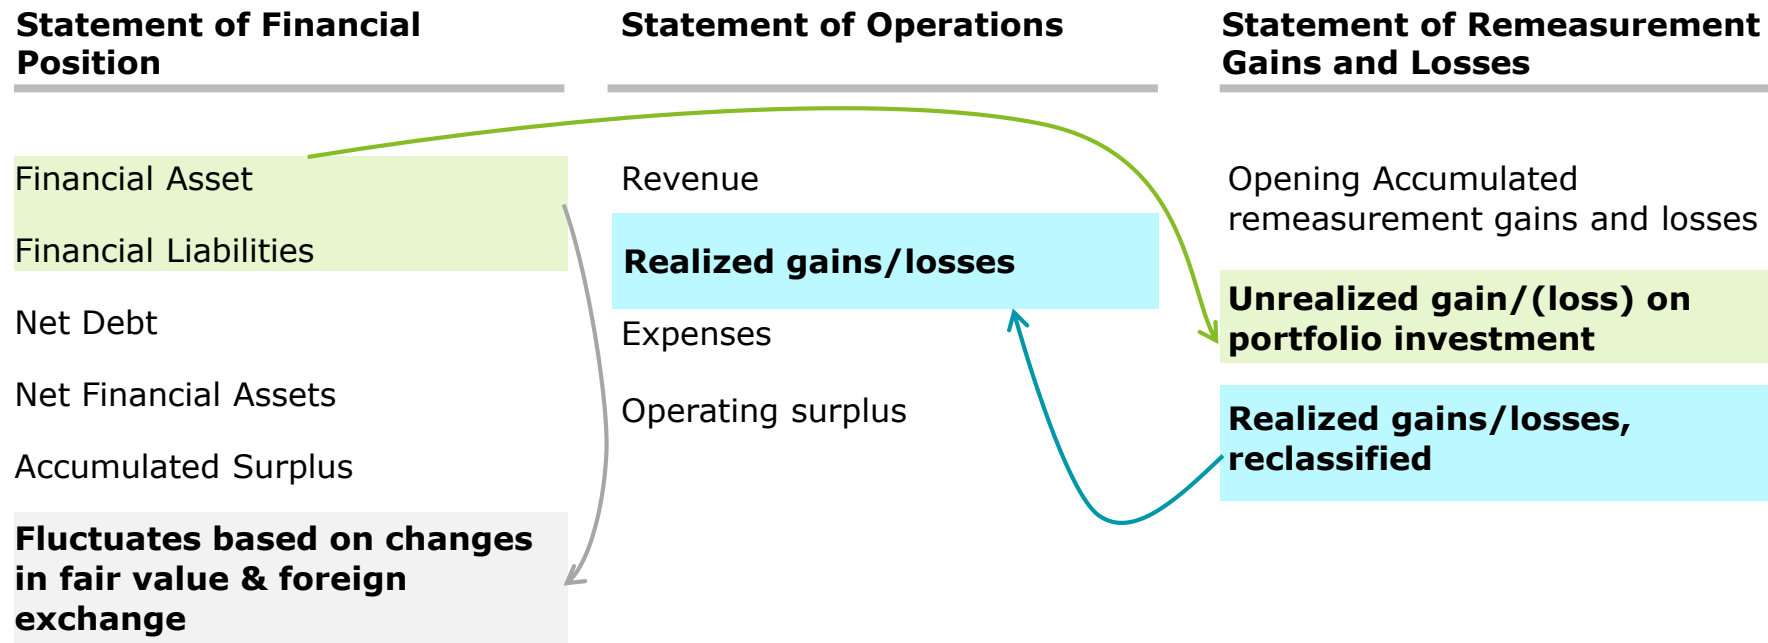 Statement of Financial
Position
Financial Asset
Financial Liabilities
Net Debt
Net Financial Assets
Accumulated Surplus
Fluctuates based on changes
in fair value & foreign
exchange
Statement of Operations
Revenue
Realized gains/losses
Expenses
Operating surplus
Statement of Remeasurement
Gains and Losses
Opening Accumulated
remeasurement gains and losses
Unrealized gain/(loss) on
portfolio investment
Realized gains/losses,
reclassified